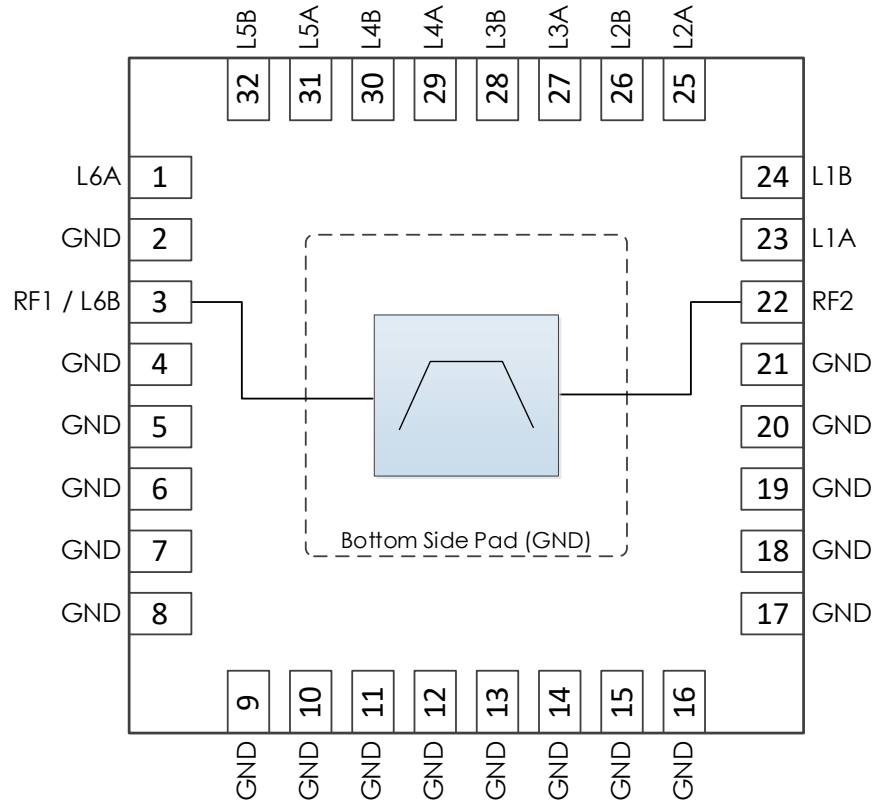 L5B L5A L4B L4A L3B L3A L2B L2A
32 31 30 29 28 27 26 25
L6A 1 24 L1B
GND 2 23 L1A
RF1 / L6B 3 22 RF2
GND 4 21 GND
GND 5 20 GND
GND 6 19 GND
GND 7 Bottom Side Pad (GND) 18 GND
GND 8 17 GND
9 10 11 12 13 14 15 16
GND GND GND GND GND GND GND GND